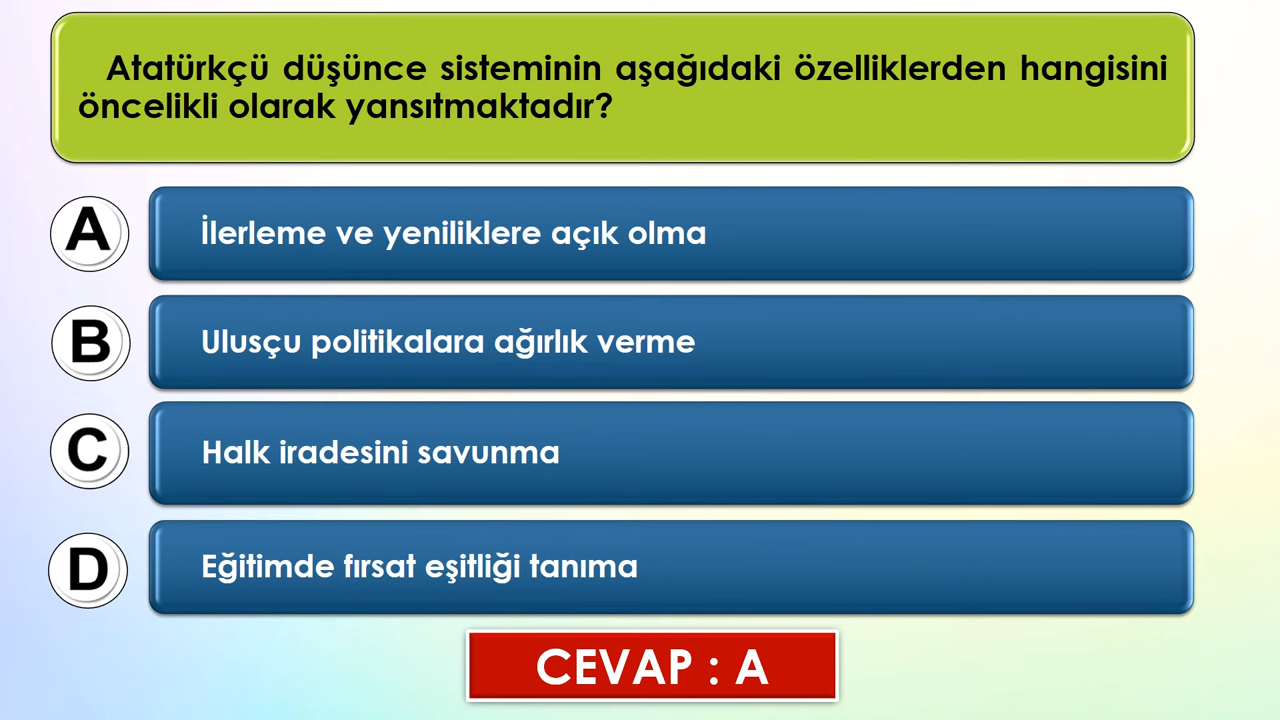 Atatürkçü düşünce sisteminin aşağıdaki özelliklerden hangisini
öncelikli olarak yansıtmaktadır?
A
İlerleme ve yeniliklere açık olma
B
Ulusçu politikalara ağırlık verme
C
Halk iradesini savunma
D
Eğitimde fırsat eşitliği tanıma
CEVAP : A